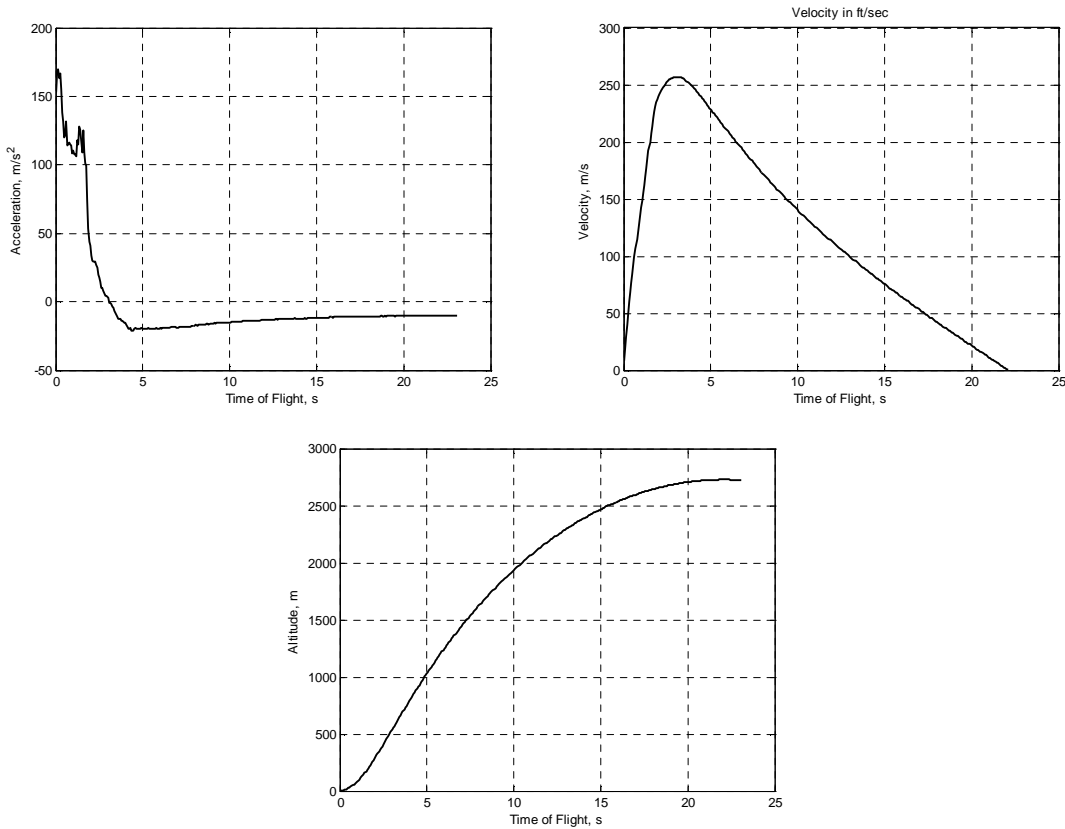 200
150
100
50
0
-50
0 5 10 15 20 25
Acceleration, m/s2
Time of Flight, s
Velocity in ft/sec
300
250
200
150
100
50
0
0 5 10 15 20 25
Velocity, m/s
Time of Flight, s
3000
2500
2000
1500
1000
500
0
0 5 10 15 20 25
Altitude, m
Time of Flight, s